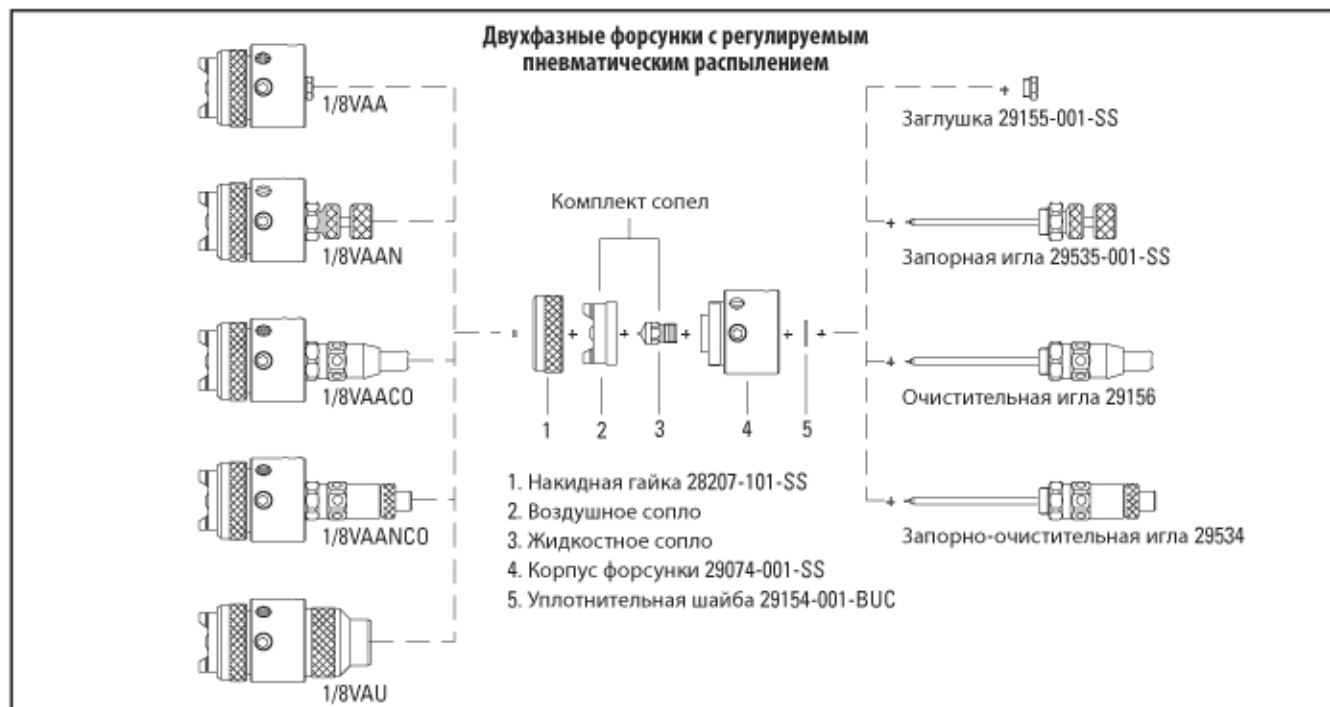 Двухфазные форсунки с регулируемым
пневматическим распылением
1/8VAA
1/8VAAN
1/8VAACO
1/8VAANCO
1/8VAU
Комплект сопел
=
+
+
+
+
+
1
2
3
4
5
1. Накидная гайка 28207-101-SS
2. Воздушное сопло
3. Жидкостное сопло
4. Корпус форсунки 29074-001-SS
5. Уплотнительная шайба 29154-001-BUC
+
Заглушка 29155-001-SS
+
Запорная игла 29535-001-SS
+
Очистительная игла 29156
+
Запорно-очистительная игла 29534